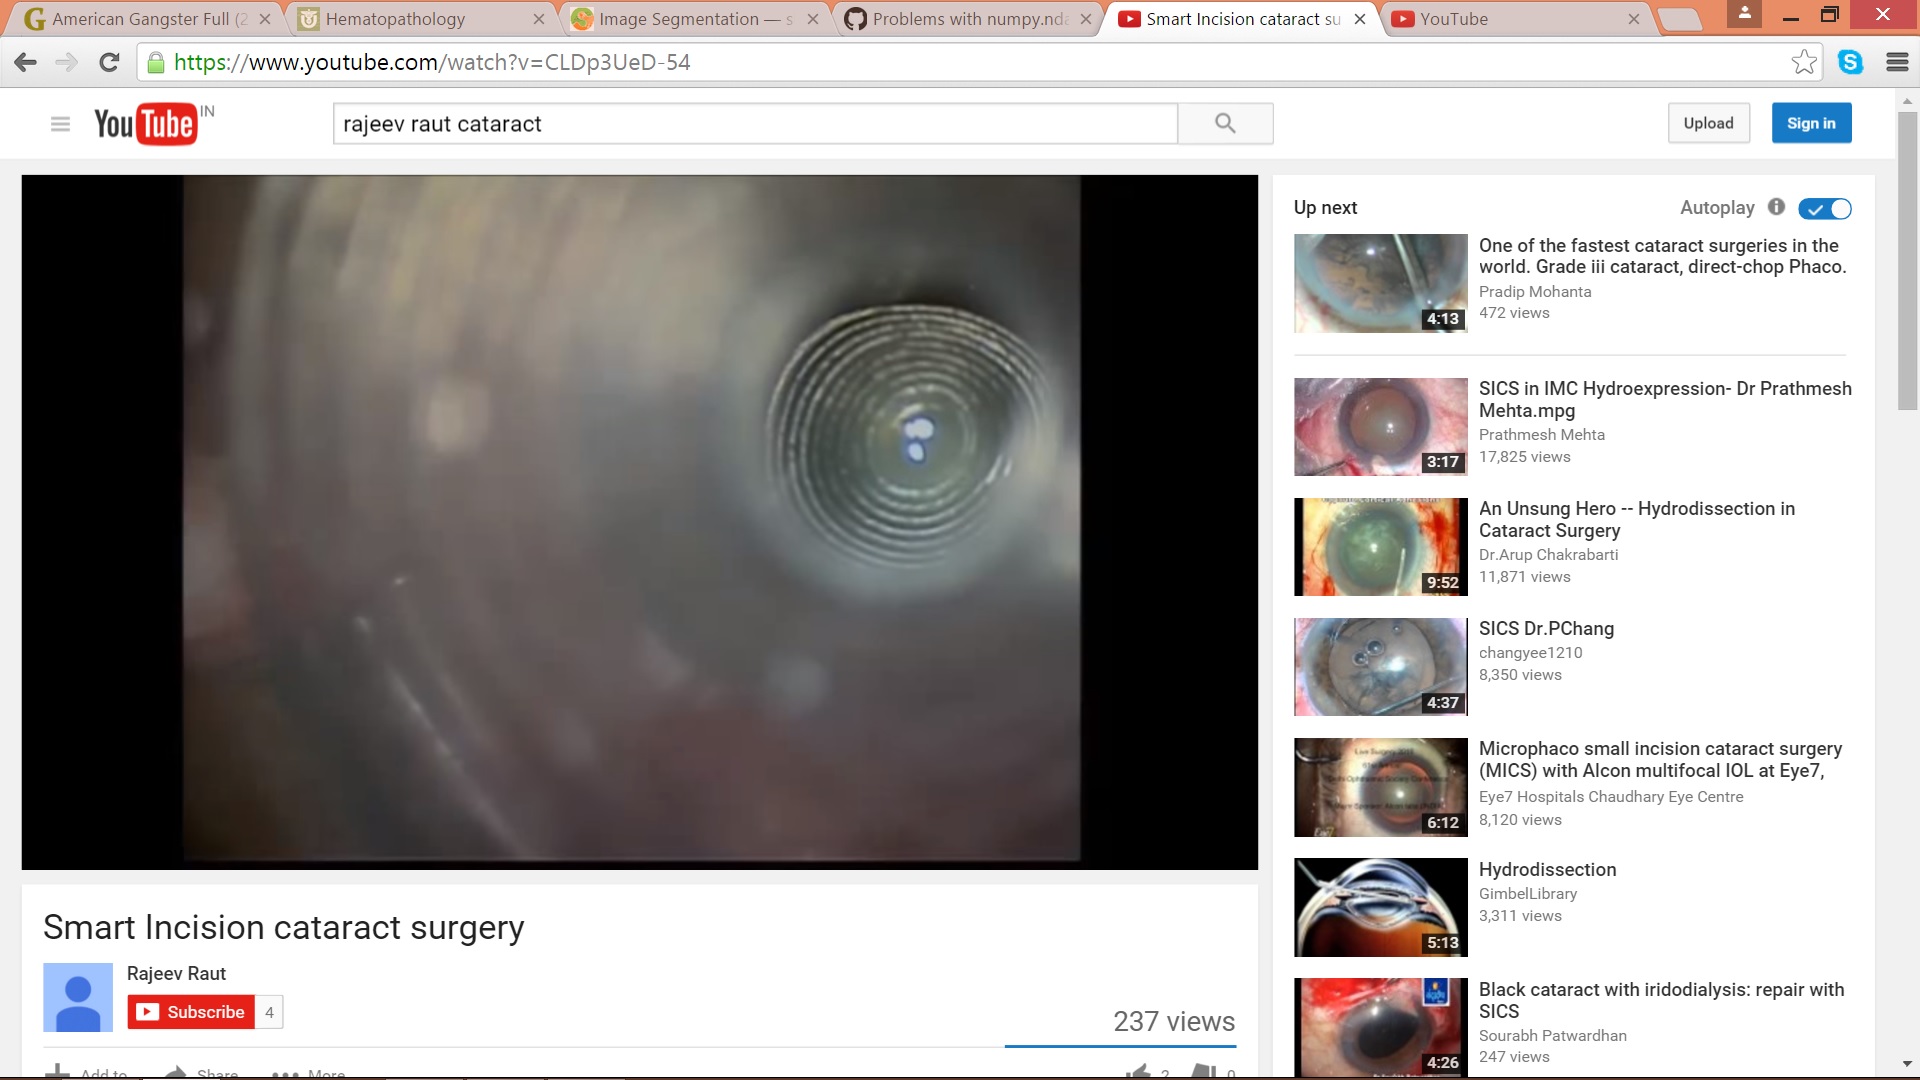 American Gangster Full (2
Hematopathology
Image Segmentation — s
Problems with numpy.nda
Smart Incision cataract su
YouTube
https://www.youtube.com/watch?v=CLDp3UeD-54
S
YouTube IN
rajeev raut cataract
Upload
Sign in
Up next
Autoplay
One of the fastest cataract surgeries in the
world. Grade iii cataract, direct-chop Phaco.
Pradip Mohanta
472 views
4:13
SICS in IMC Hydroexpression- Dr Prathmesh
Mehta.mpg
Prathmesh Mehta
17,825 views
3:17
An Unsung Hero -- Hydrodissection in
Cataract Surgery
Dr.Arup Chakrabarti
11,871 views
9:52
SICS Dr.PChang
changyee1210
8,350 views
4:37
Microphaco small incision cataract surgery
(MICS) with Alcon multifocal IOL at Eye7,
Eye7 Hospitals Chaudhary Eye Centre
8,120 views
6:12
Hydrodissection
GimbelLibrary
3,311 views
5:13
Black cataract with iridodialysis: repair with
SICS
Sourabh Patwardhan
247 views
4:26
Smart Incision cataract surgery
Rajeev Raut
Subscribe 4
237 views
Add to
Share
More
2
0